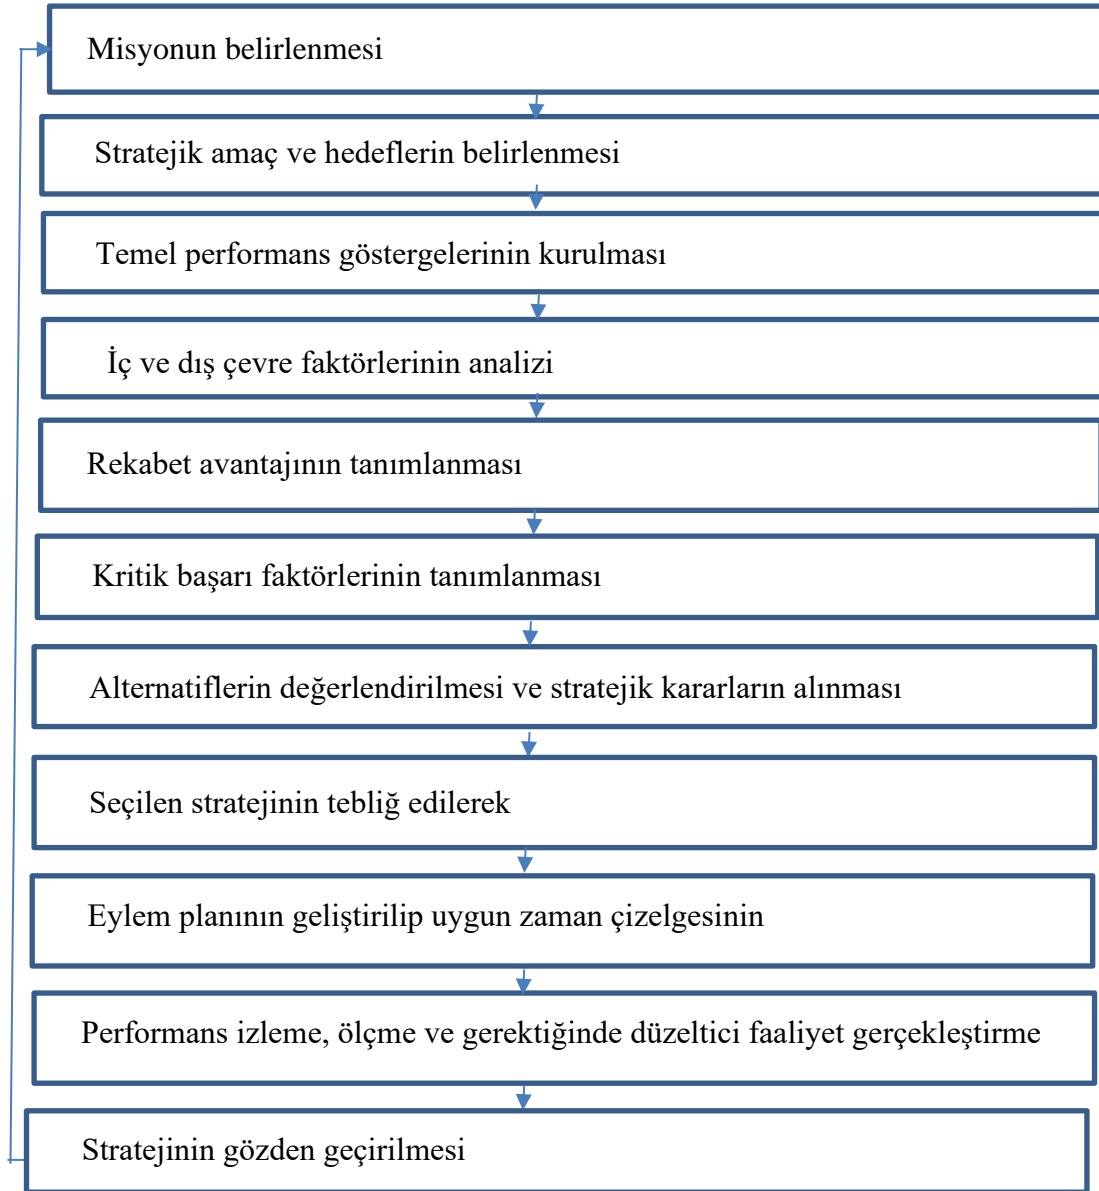 Misyonun belirlenmesi
Stratejik amaç ve hedeflerin belirlenmesi
Temel performans göstergelerinin kurulması
İç ve dış çevre faktörlerinin analizi
Rekabet avantajının tanımlanması
Kritik başarı faktörlerinin tanımlanması
Alternatiflerin değerlendirilmesi ve stratejik kararların alınması
Seçilen stratejinin tebliğ edilerek
Eylem planının geliştirilip uygun zaman çizelgesinin
Performans izleme, ölçme ve gerektiğinde düzeltici faaliyet gerçekleştirme
Stratejinin gözden geçirilmesi